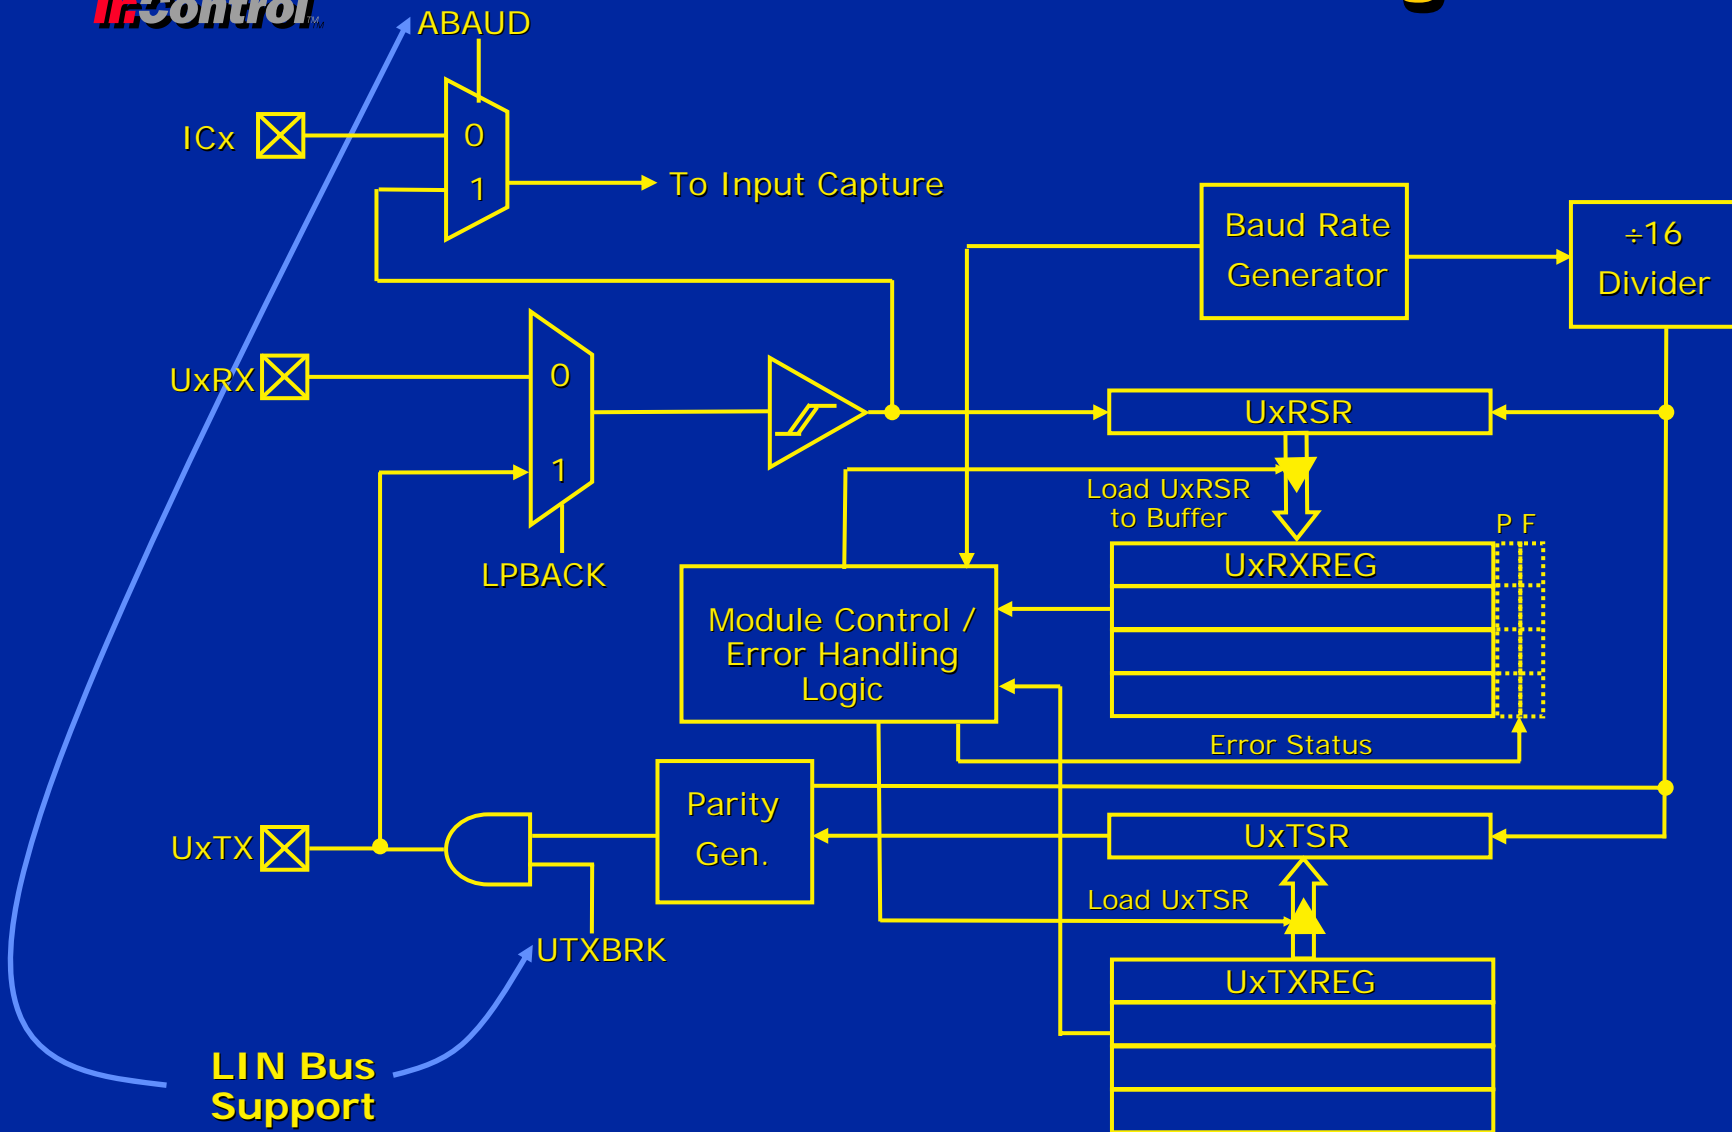 Control
TM
ABAUD
ICx
0
1
To Input Capture
Baud Rate
Generator
÷16
Divider
UxRX
0
1
UxRSR
Load UxRSR
to Buffer
P F
LPBACK
UxRXREG
Module Control /
Error Handling
Logic
Error Status
Parity
Gen.
UxTX
UxTSR
Load UxTSR
UTXBRK
UxTXREG
LIN Bus
Support